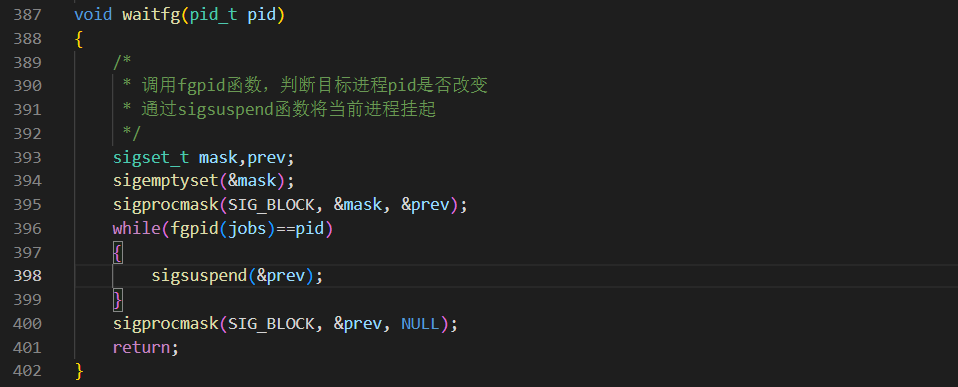 387 void waitfg(pid_t pid)
388 {
389     /*
390      * 调用fgpid函数，判断目标进程pid是否改变
391      * 通过sigsuspend函数将当前进程挂起
392      */
393     sigset_t mask,prev;
394     sigemptyset(&mask);
395     sigprocmask(SIG_BLOCK, &mask, &prev);
396     while(fgpid(jobs)==pid)
397     {
398         sigsuspend(&prev);
399     }
400     sigprocmask(SIG_BLOCK, &prev, NULL);
401     return;
402 }